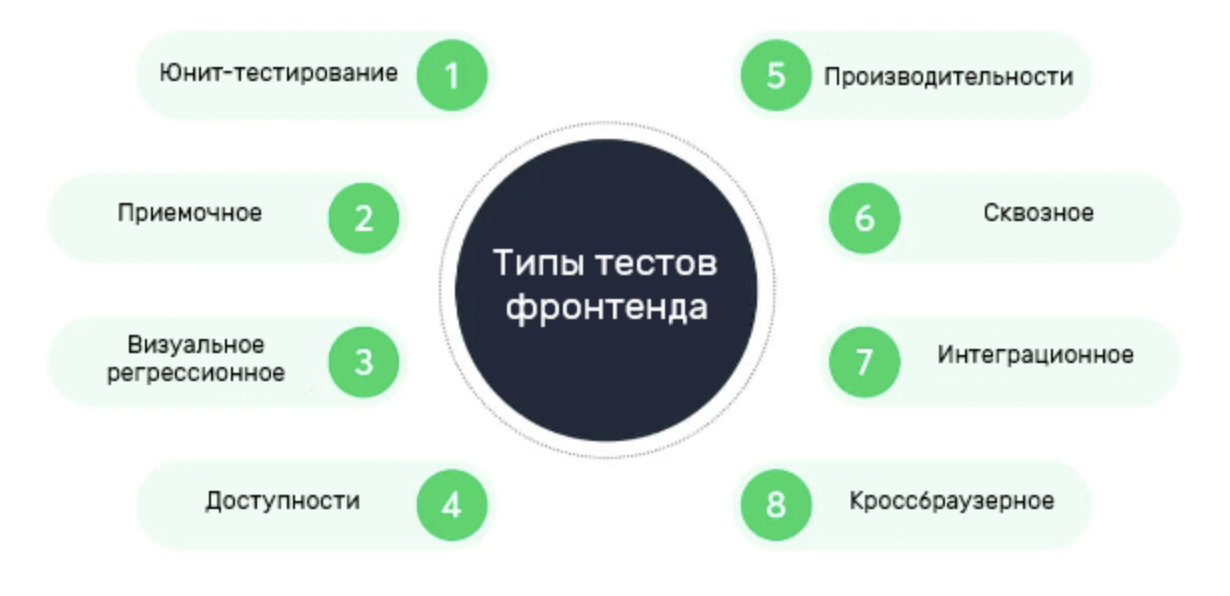 Типы тестов
фронтенда
Юнит-тестирование 1
Приемочное 2
Визуальное
регрессионное 3
Доступности 4
5 Производительности
6 Сквозное
7 Интеграционное
8 Кроссбраузерное